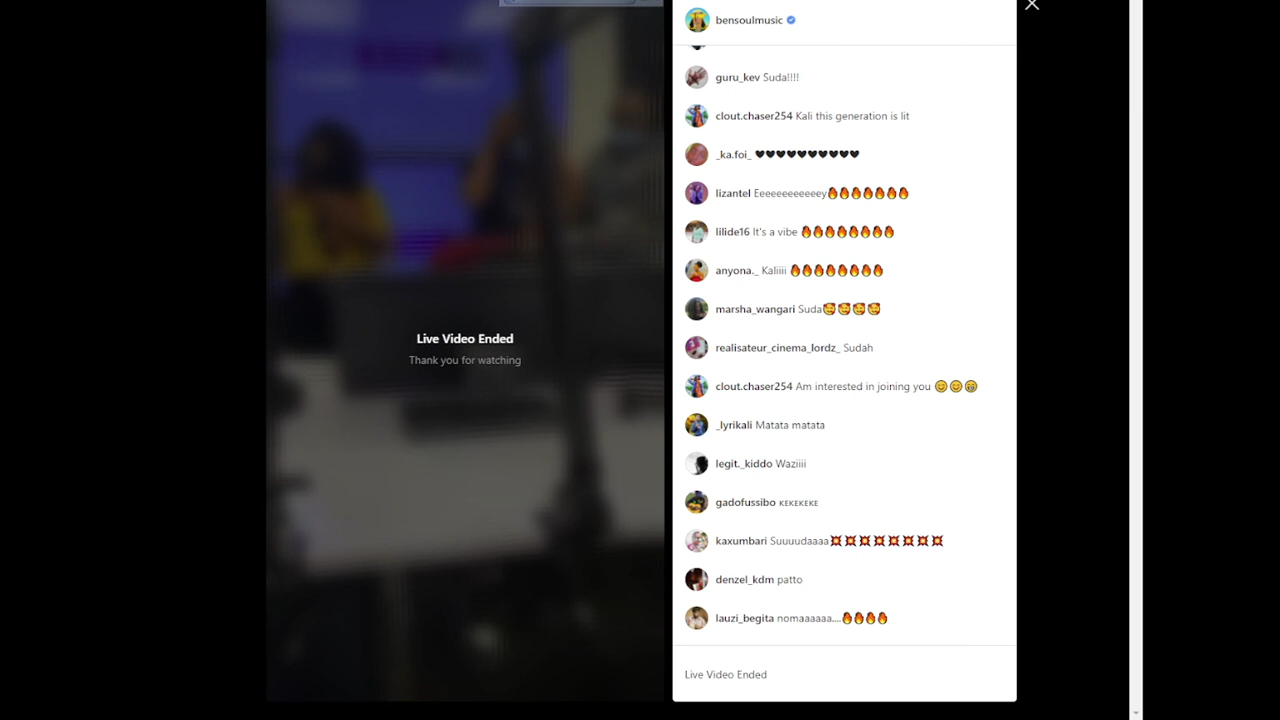 bensoulmusic
guru_kev Suda!!!!
clout.chaser254 Kali this generation is lit
_ka.foi_ 🖤🖤🖤🖤🖤🖤🖤🖤🖤🖤
lizantel Eeeeeeeeeeeey🔥🔥🔥🔥🔥🔥🔥
lilide16 It's a vibe 🔥🔥🔥🔥🔥🔥🔥🔥
anyona._ Kaliiii 🔥🔥🔥🔥🔥🔥🔥🔥
marsha_wangari Suda🥰🥰🥰🥰
Live Video Ended
Thank you for watching
realisateur_cinema_lordz_ Sudah
clout.chaser254 Am interested in joining you 😊😊😁
_lyrikali Matata matata
legit._kiddo Waziiii
gadofussibo ᴋᴇᴋᴇᴋᴇᴋᴇ
kaxumbari Suuuudaaaa💥💥💥💥💥💥💥💥
denzel_kdm patto
lauzi_begita nomaaaaaa....🔥🔥🔥🔥
Live Video Ended